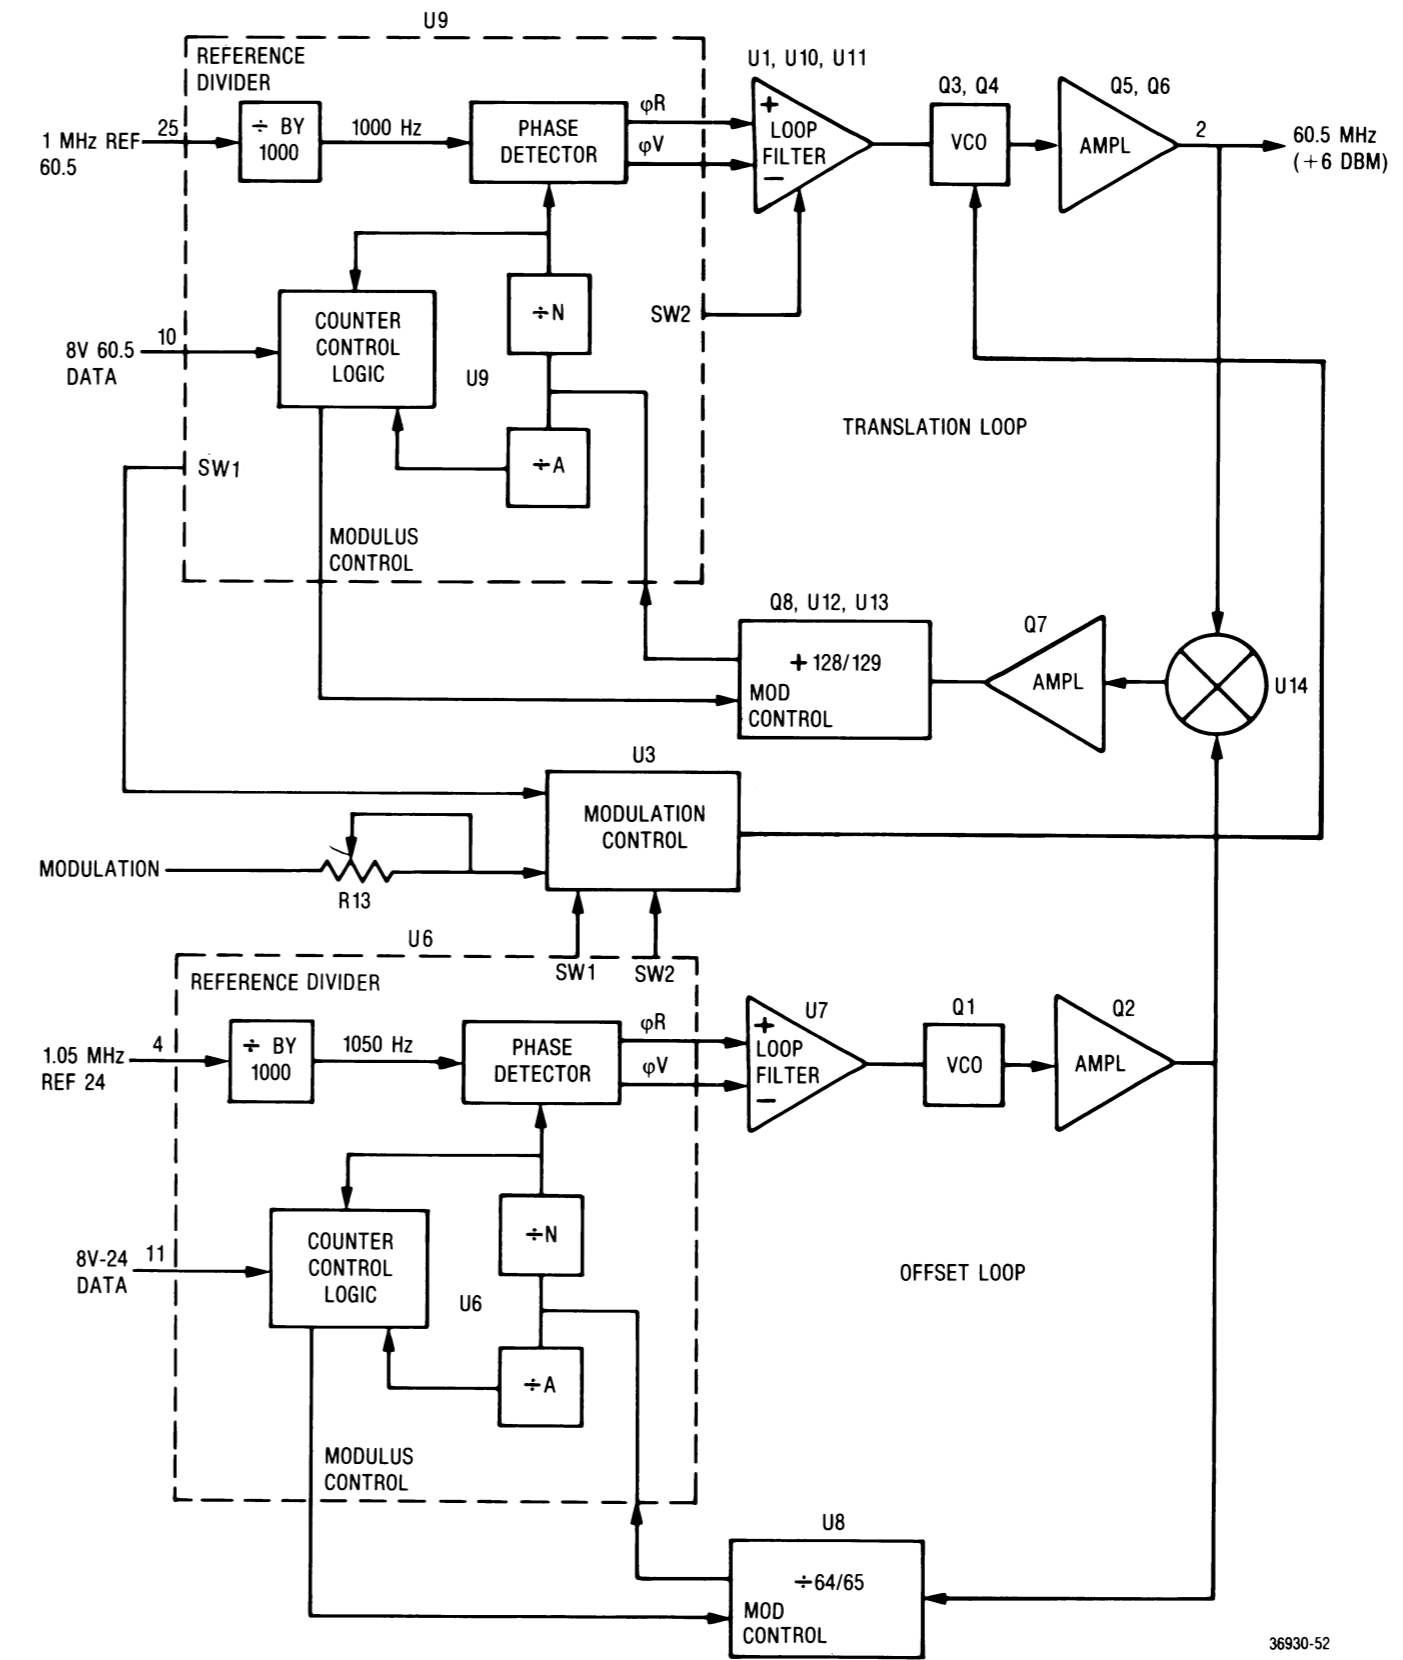 U9
REFERENCE
DIVIDER
U1, U10, U11
Q3, Q4
Q5, Q6
1 MHz REF
60.5
25
÷ BY
1000
1000 Hz
PHASE
DETECTOR
φR
φV
+
LOOP
FILTER
−
VCO
AMPL
2
60.5 MHz
(+6 DBM)
8V 60.5
DATA
10
COUNTER
CONTROL
LOGIC
÷N
U9
÷A
SW2
SW1
TRANSLATION LOOP
MODULUS
CONTROL
Q8, U12, U13
+128/129
MOD
CONTROL
Q7
AMPL
U14
U3
MODULATION
CONTROL
MODULATION
R13
SW1
SW2
U6
REFERENCE DIVIDER
1.05 MHz
REF 24
4
÷ BY
1000
1050 Hz
PHASE
DETECTOR
φR
φV
U7
+
LOOP
FILTER
−
Q1
VCO
Q2
AMPL
8V-24
DATA
11
COUNTER
CONTROL
LOGIC
÷N
U6
÷A
OFFSET LOOP
MODULUS
CONTROL
U8
÷64/65
MOD
CONTROL
36930-52